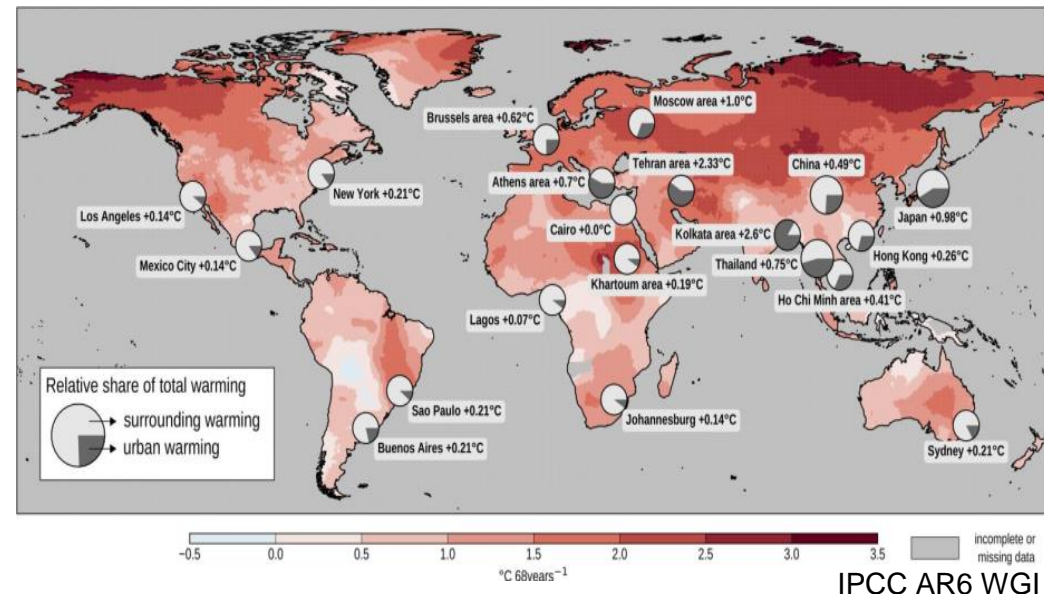 Moscow area +1.0°C
Brussels area +0.62°C
Tehran area +2.33°C
China +0.49°C
Athens area +0.7°C
New York +0.21°C
Los Angeles +0.14°C
Cairo +0.0°C
Kolkata area +2.6°C
Japan +0.98°C
Mexico City +0.14°C
Thailand +0.75°C
Hong Kong +0.26°C
Khartoum area +0.19°C
Ho Chi Minh area +0.41°C
Lagos +0.07°C
Relative share of total warming
surrounding warming
urban warming
Sao Paulo +0.21°C
Johannesburg +0.14°C
Buenos Aires +0.21°C
Sydney +0.21°C
−0.5 0.0 0.5 1.0 1.5 2.0 2.5 3.0 3.5
°C 68years⁻¹
incomplete or
missing data
IPCC AR6 WGI